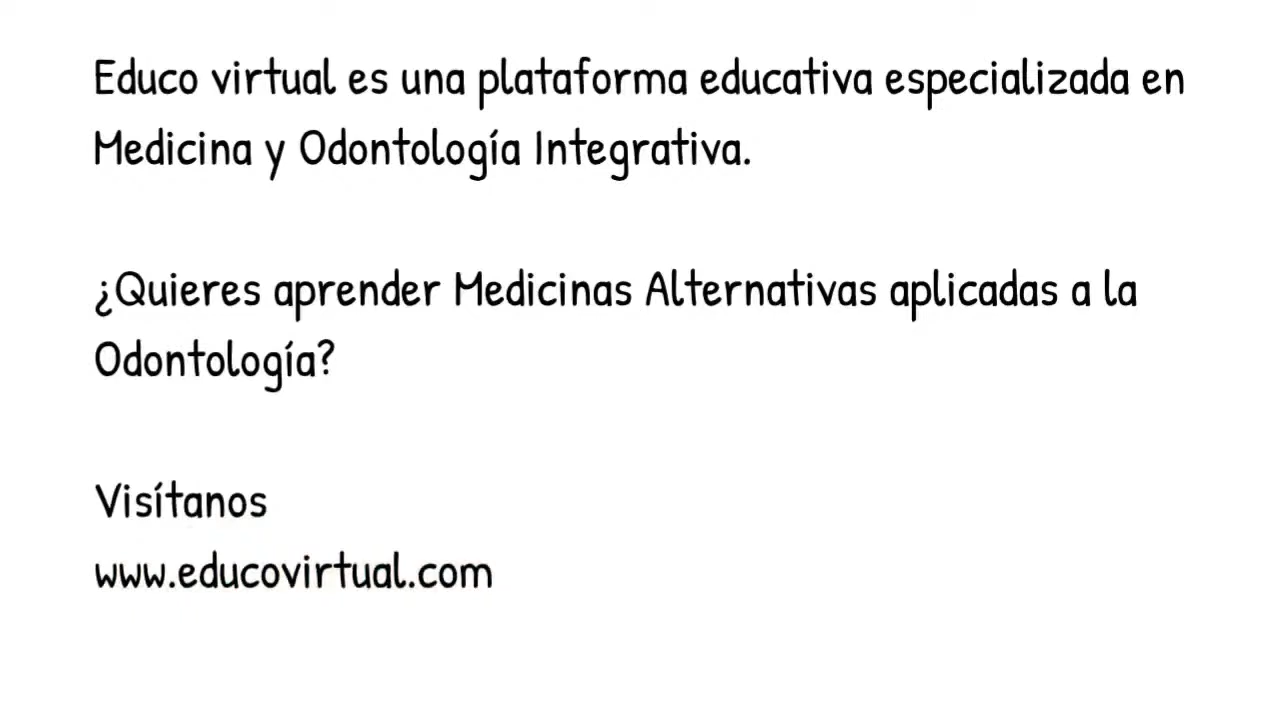 Educo virtual es una plataforma educativa especializada en
Medicina y Odontología Integrativa.
¿Quieres aprender Medicinas Alternativas aplicadas a la
Odontología?
Visítanos
www.educovirtual.com